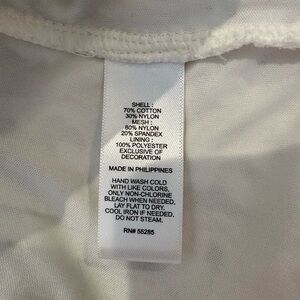 SHELL :
70% COTTON
30% NYLON
MESH :
80% NYLON
20% SPANDEX
LINING :
100% POLYESTER
EXCLUSIVE OF
DECORATION
MADE IN PHILIPPINES
HAND WASH COLD
WITH LIKE COLORS,
ONLY NON-CHLORINE
BLEACH WHEN NEEDED.
LAY FLAT TO DRY.
COOL IRON IF NEEDED.
DO NOT STEAM.
RN# 55285